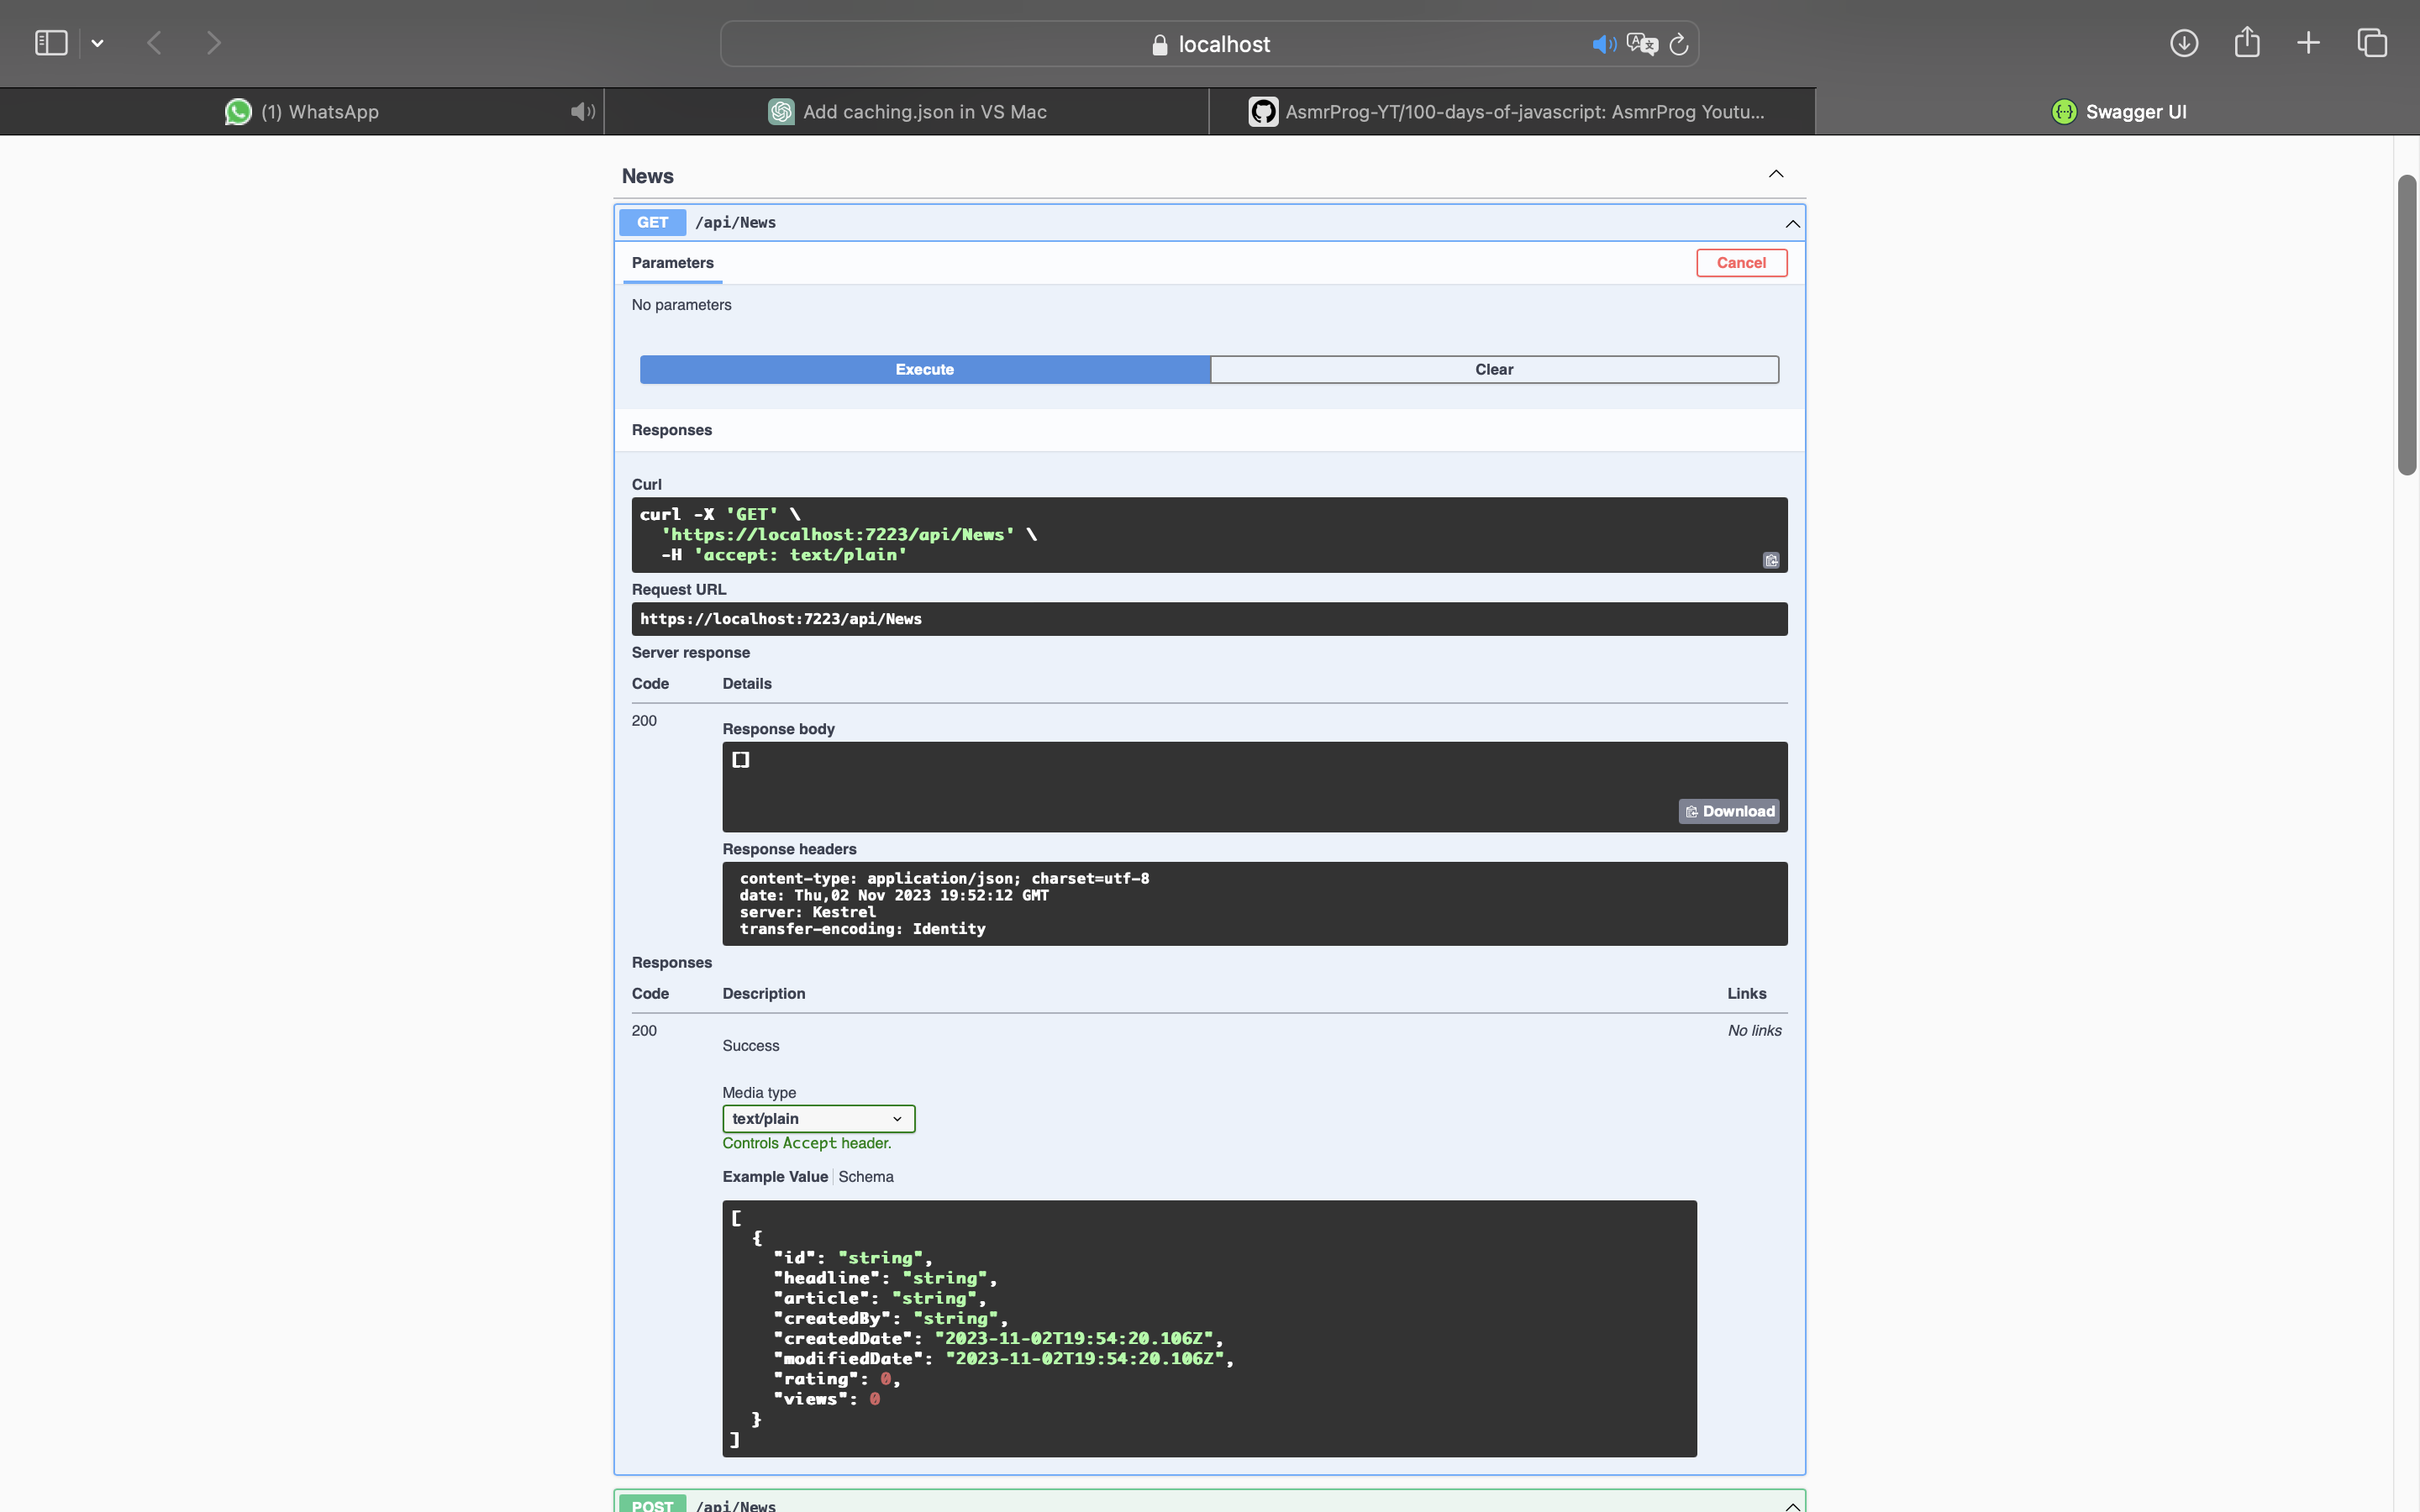 localhost
(1) WhatsApp
Add caching.json in VS Mac
AsmrProg-YT/100-days-of-javascript: AsmrProg Youtu...
Swagger UI
News
GET /api/News
Parameters
Cancel
No parameters
Execute
Clear
Responses
Curl
curl -X 'GET' \
'https://localhost:7223/api/News' \
-H 'accept: text/plain'
Request URL
https://localhost:7223/api/News
Server response
Code Details
200
Response body
[]
Download
Response headers
content-type: application/json; charset=utf-8
date: Thu,02 Nov 2023 19:52:12 GMT
server: Kestrel
transfer-encoding: Identity
Responses
Code Description Links
200 No links
Success
Media type
text/plain
Controls Accept header.
Example Value Schema
[
{
"id": "string",
"headline": "string",
"article": "string",
"createdBy": "string",
"createdDate": "2023-11-02T19:54:20.106Z",
"modifiedDate": "2023-11-02T19:54:20.106Z",
"rating": 0,
"views": 0
}
]
POST /api/News